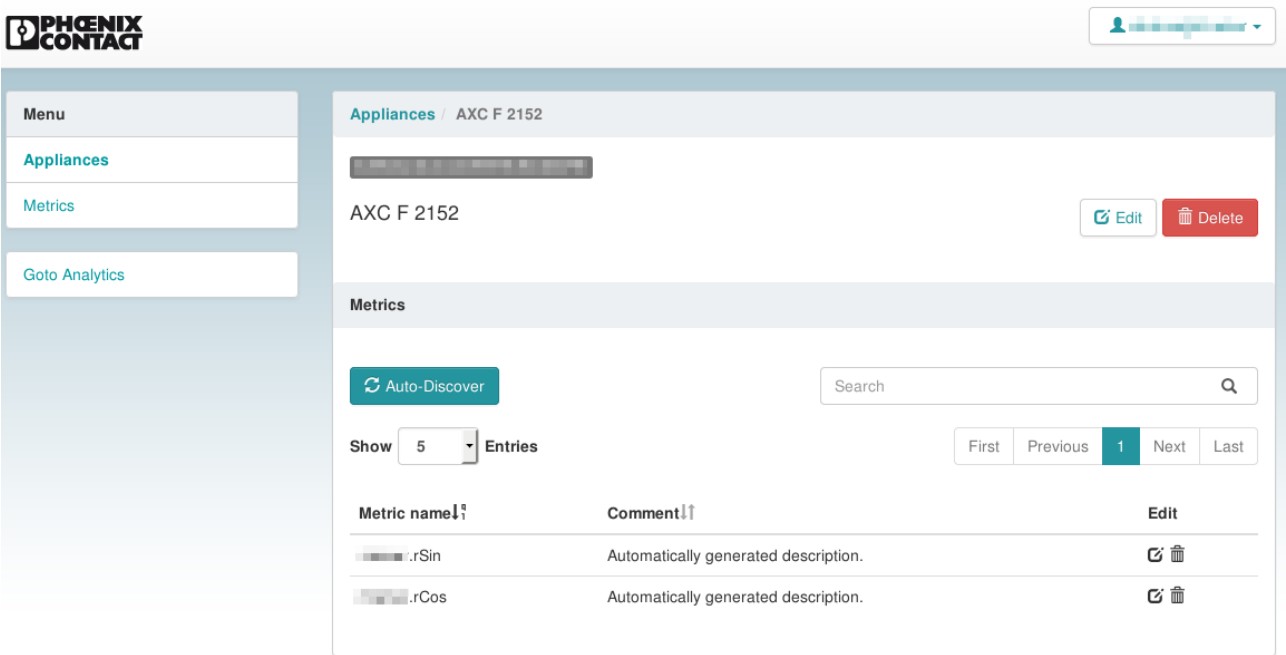 PHŒNIX
CONTACT
Menu
Appliances
Metrics
Goto Analytics
Appliances / AXC F 2152
AXC F 2152
Edit Delete
Metrics
Auto-Discover Search
Show 5 Entries First Previous 1 Next Last
Metric name Comment Edit
.rSin Automatically generated description.
.rCos Automatically generated description.